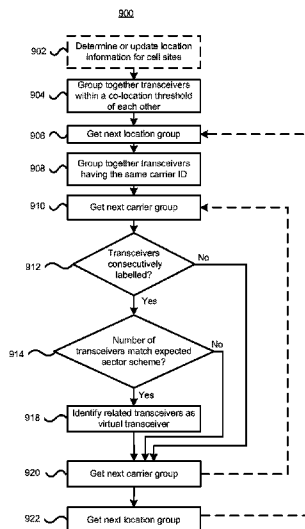 900
902
Determine or update location
information for cell sites
904
Group together transceivers
within a co-location threshold
of each other
906
Get next location group
908
Group together transceivers
having the same carrier ID
910
Get next carrier group
912
Transceivers
consecutively
labelled?
No
Yes
914
Number of
transceivers match expected
sector scheme?
No
Yes
918
Identify related transceivers as
virtual transceiver
920
Get next carrier group
922
Get next location group